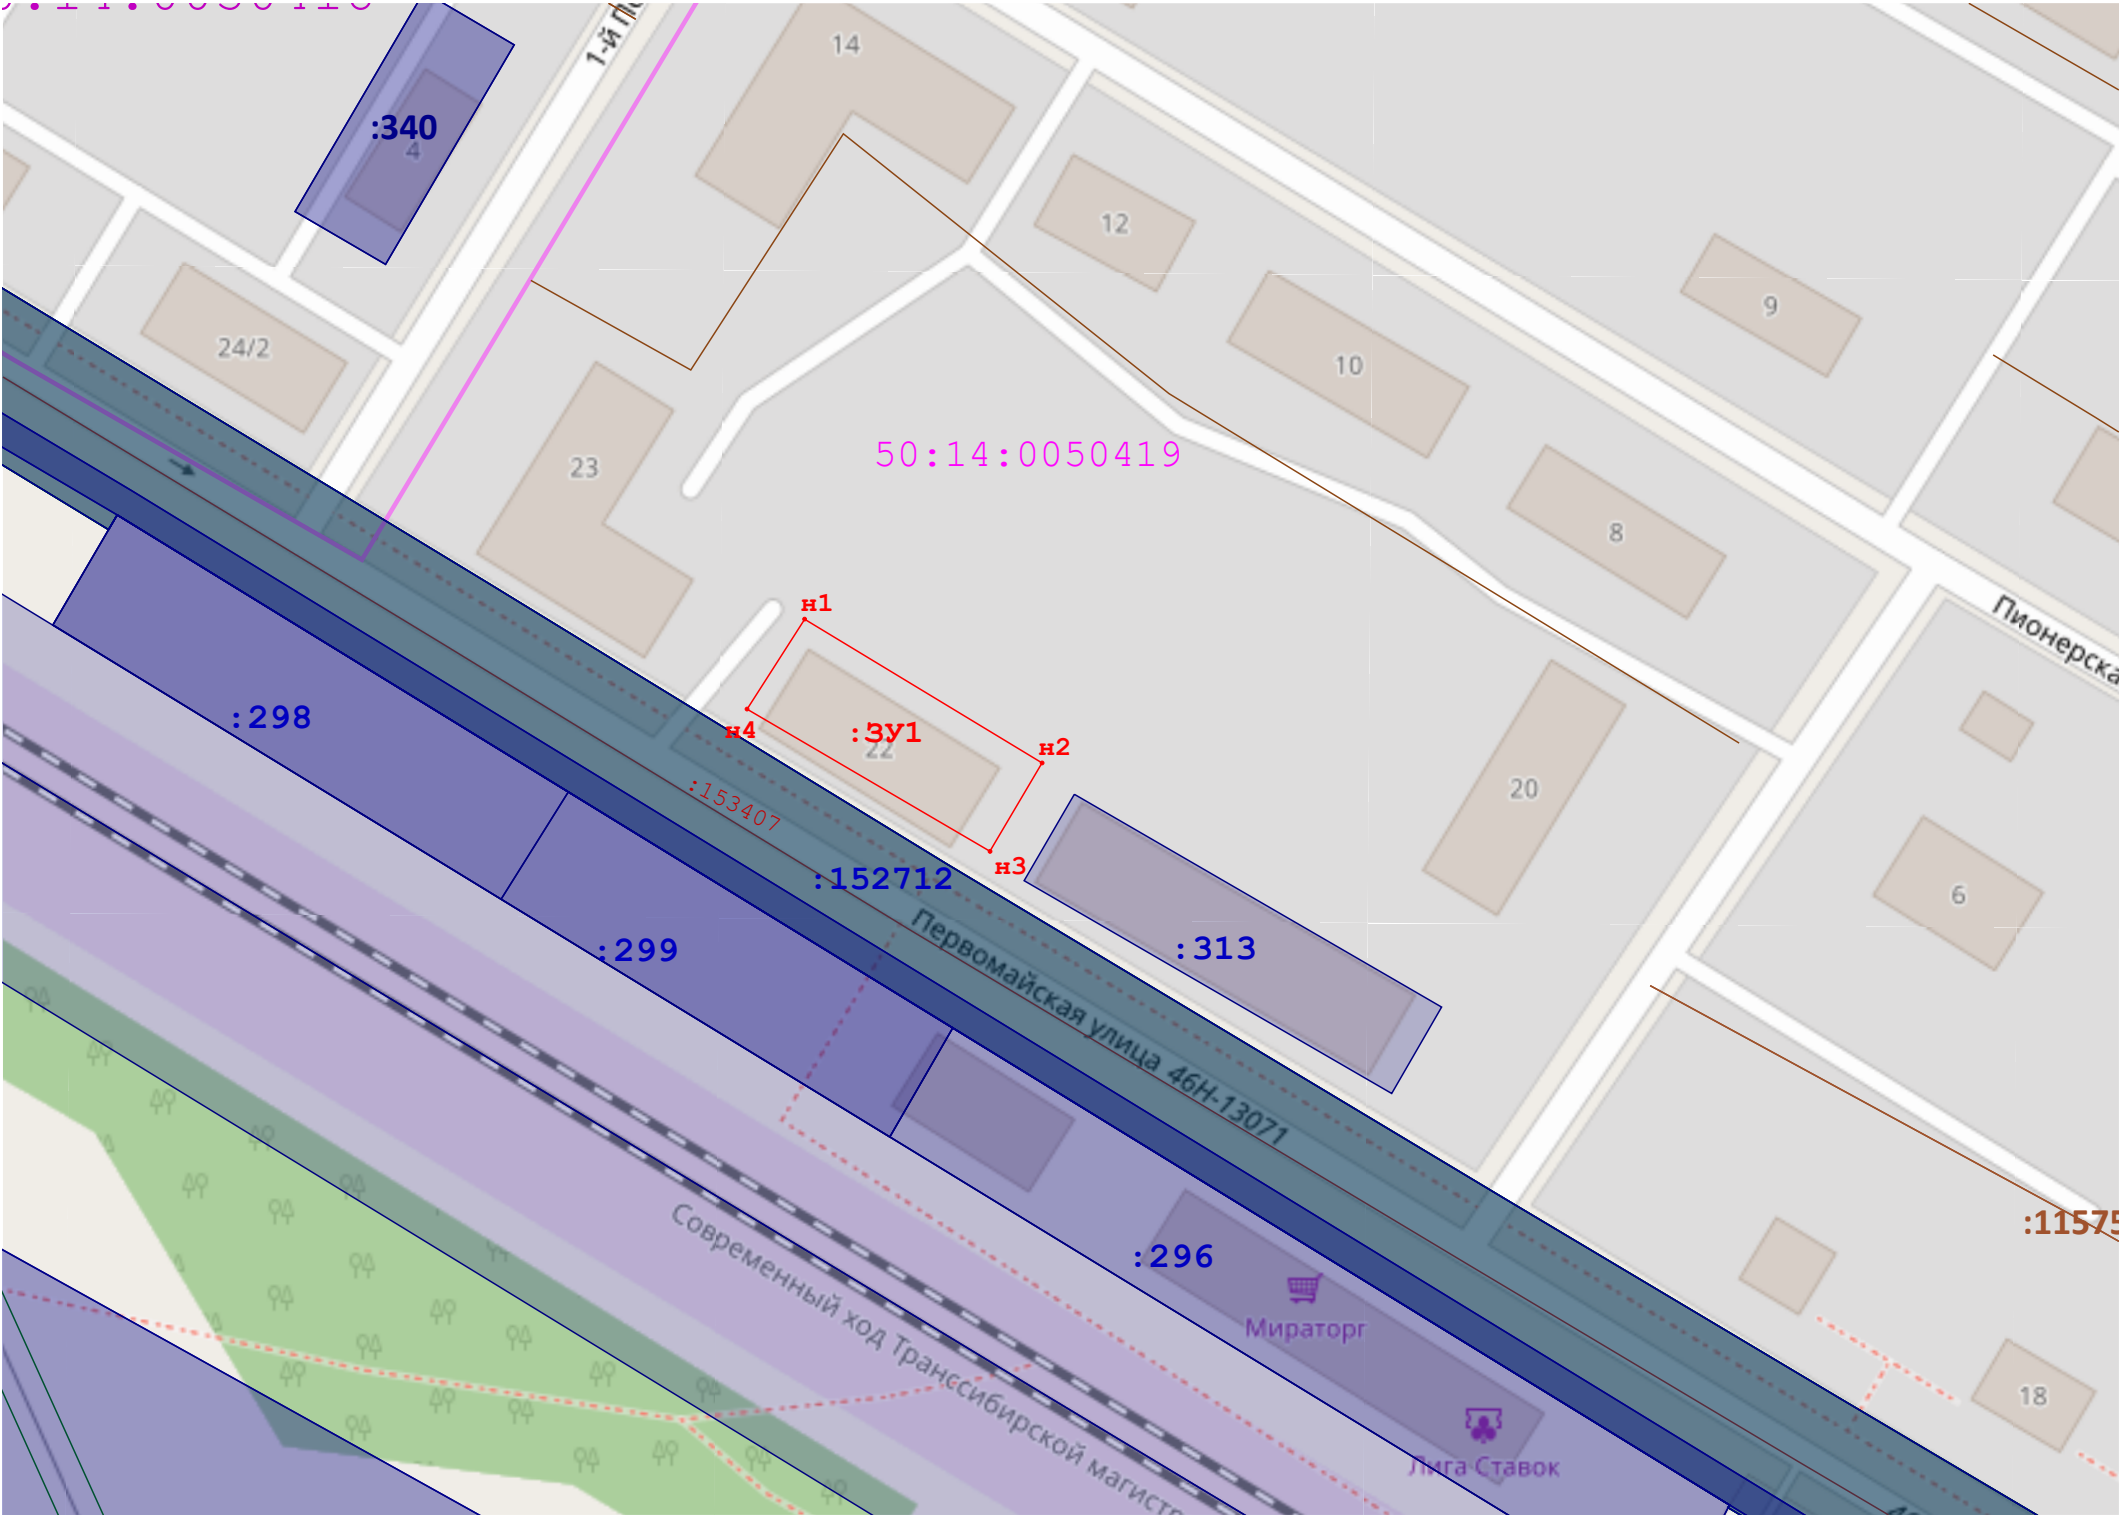 14
:340
4
12
9
24/2
10
50:14:0050419
23
8
н1
Пионерска
:298
н4
:ЗУ1
22
н2
20
:153407
н3
:152712
6
:299
:313
Первомайская улица 46Н-13071
:11575
:296
Современный ход Транссибирской магистр
Мираторг
18
Лига Ставок